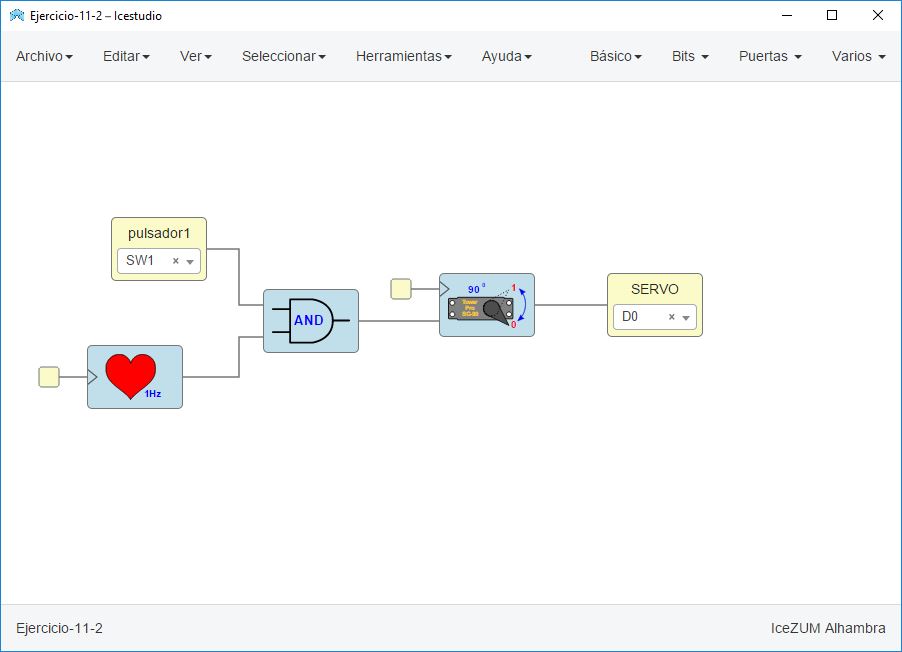 Ejercicio-11-2 – Icestudio
Archivo Editar Ver Seleccionar Herramientas Ayuda Básico Bits Puertas Varios
pulsador1
SW1 ×
AND
1Hz
90º 1
Tower
Pro
SG-90
0
SERVO
D0 ×
Ejercicio-11-2 IceZUM Alhambra